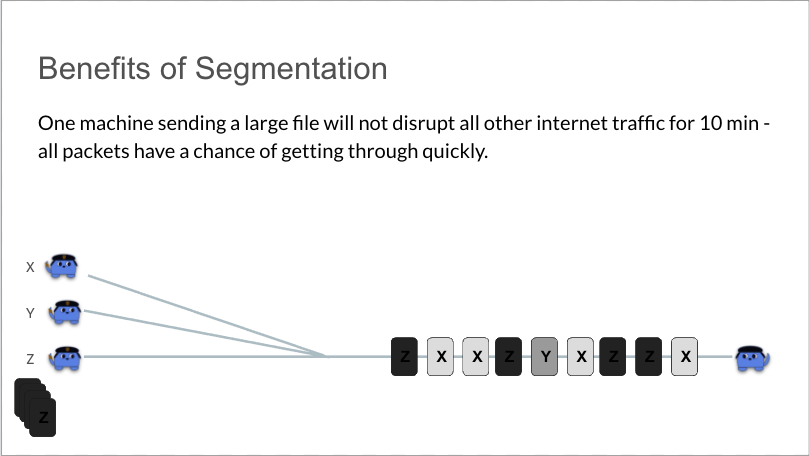 Benefits of Segmentation
One machine sending a large file will not disrupt all other internet traffic for 10 min -
all packets have a chance of getting through quickly.
X
Y
Z
Z X X Z Y X Z Z X
Z